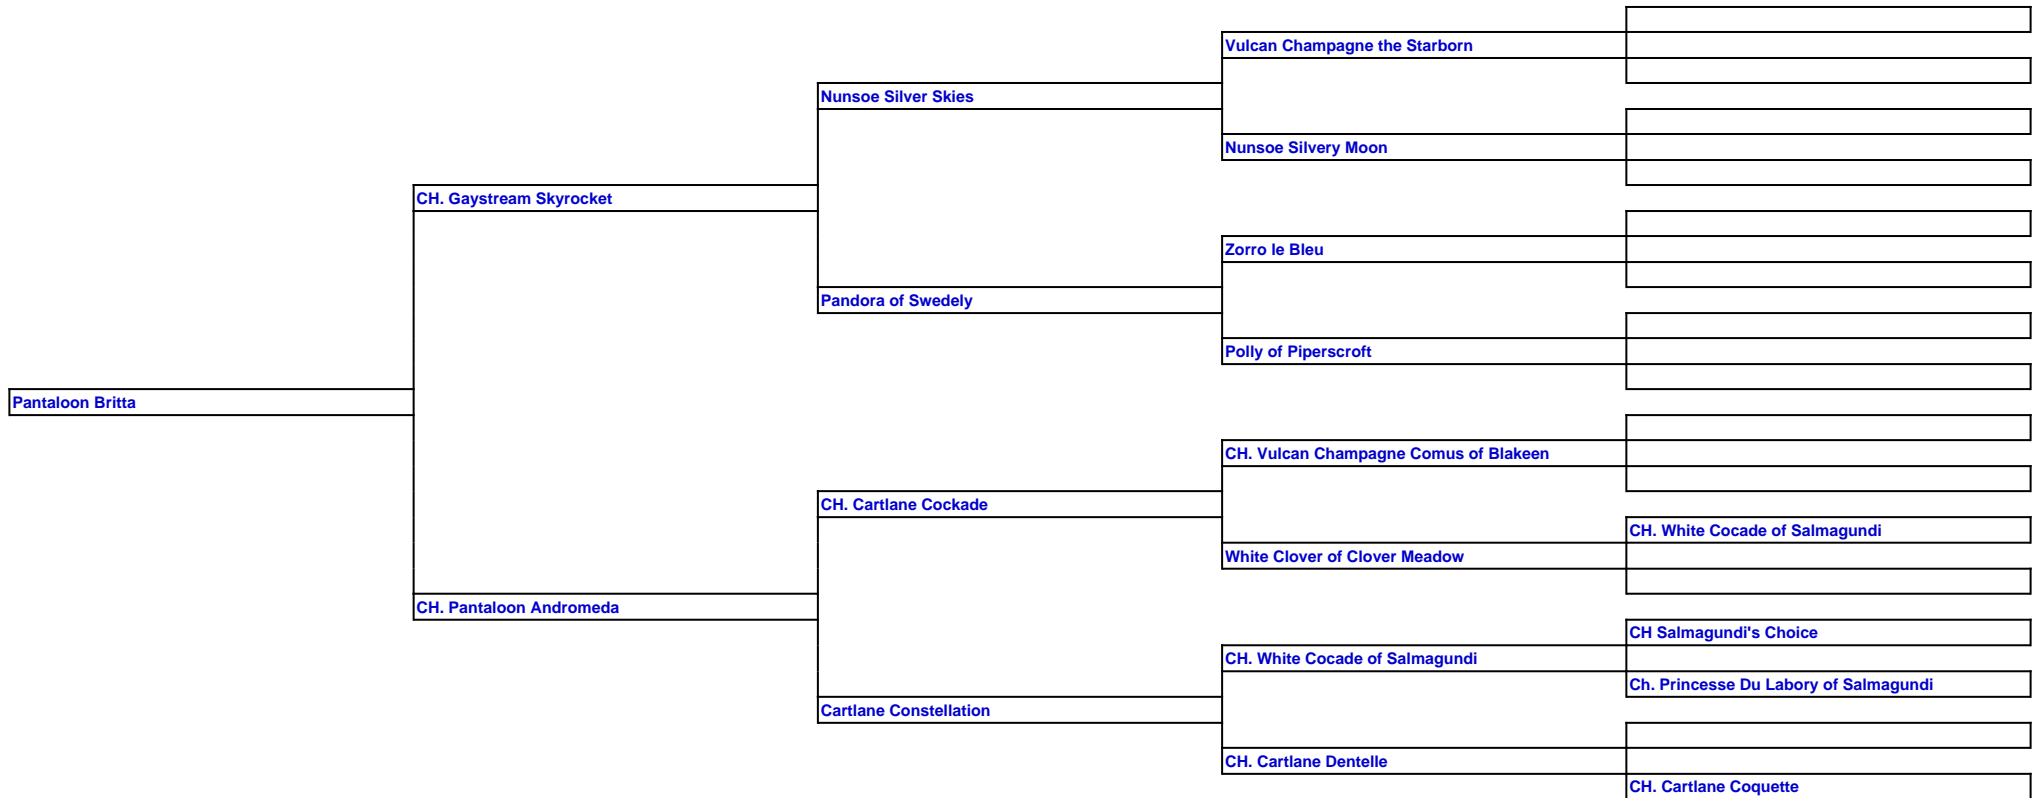 Vulcan Champagne the Starborn
Nunsoe Silver Skies
Nunsoe Silvery Moon
CH. Gaystream Skyrocket
Zorro le Bleu
Pandora of Swedely
Polly of Piperscroft
Pantaloon Britta
CH. Vulcan Champagne Comus of Blakeen
CH. Cartlane Cockade
CH. White Cocade of Salmagundi
White Clover of Clover Meadow
CH. Pantaloon Andromeda
CH Salmagundi's Choice
CH. White Cocade of Salmagundi
Ch. Princesse Du Labory of Salmagundi
Cartlane Constellation
CH. Cartlane Dentelle
CH. Cartlane Coquette